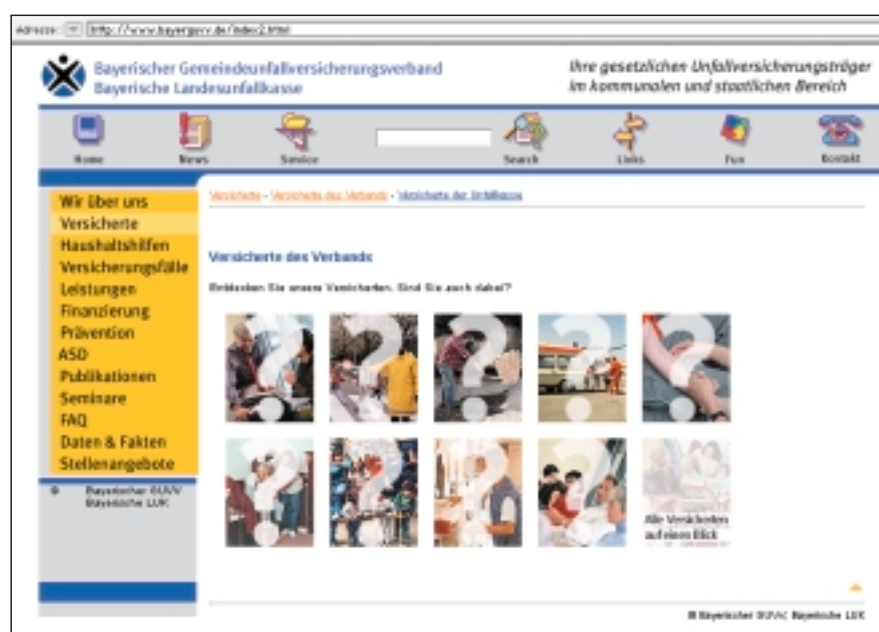 Adresse: http://www.bayerguvv.de/index2.html
Bayerischer Gemeindeunfallversicherungsverband
Bayerische Landesunfallkasse
Ihre gesetzlichen Unfallversicherungsträger
im kommunalen und staatlichen Bereich
Home News Service Search Links Fun Kontakt
Versicherte - Versicherte des Verbands - Versicherte der Unfallkasse
Wir über uns
Versicherte
Haushaltshilfen
Versicherungsfälle
Leistungen
Finanzierung
Prävention
ASD
Publikationen
Seminare
FAQ
Daten & Fakten
Stellenangebote
© Bayerischer GUVV
Bayerische LUK
Versicherte des Verbands
Entdecken Sie unsere Versicherten. Sind Sie auch dabei?
? ? ? ? ?
? ? ? ?
Alle Versicherten
auf einen Blick
© Bayerischer GUVV, Bayerische LUK